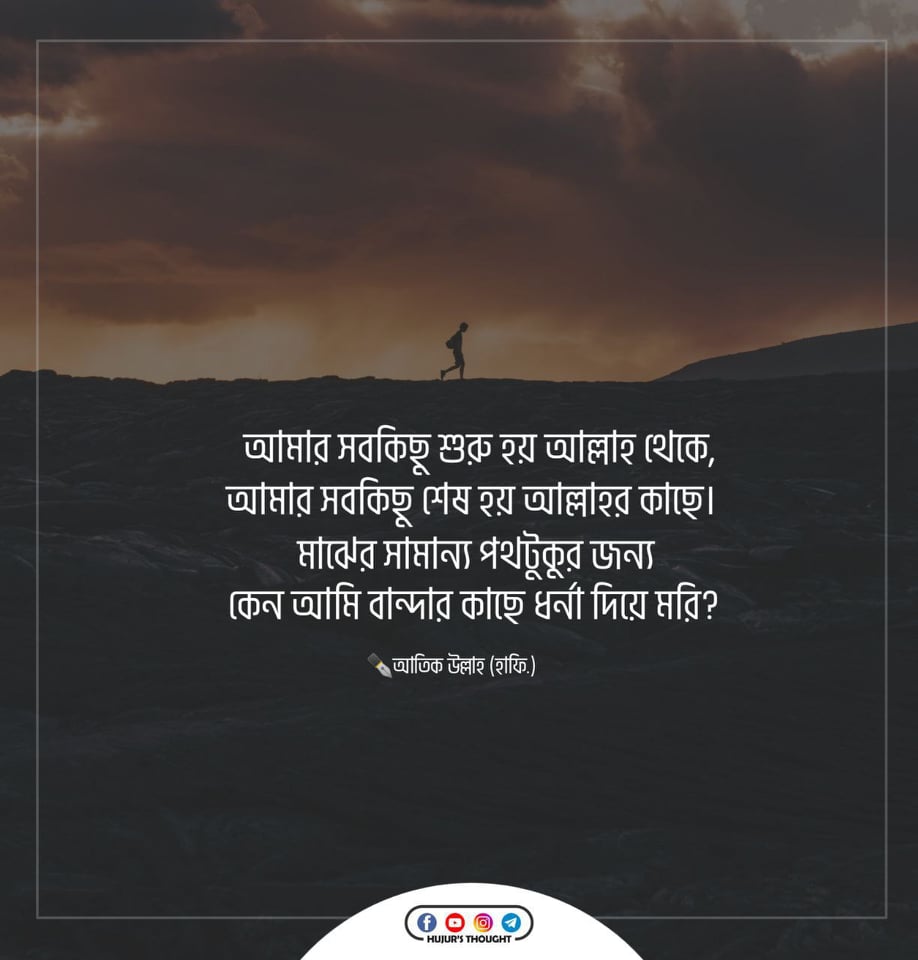 আমার সবকিছু শুরু হয় আল্লাহ থেকে,
আমার সবকিছু শেষ হয় আল্লাহর কাছে।
মাঝের সামান্য পথটুকুর জন্য
কেন আমি বান্দার কাছে ধর্না দিয়ে মরি?
আতিক উল্লাহ (হাফি.)
HUJUR'S THOUGHT